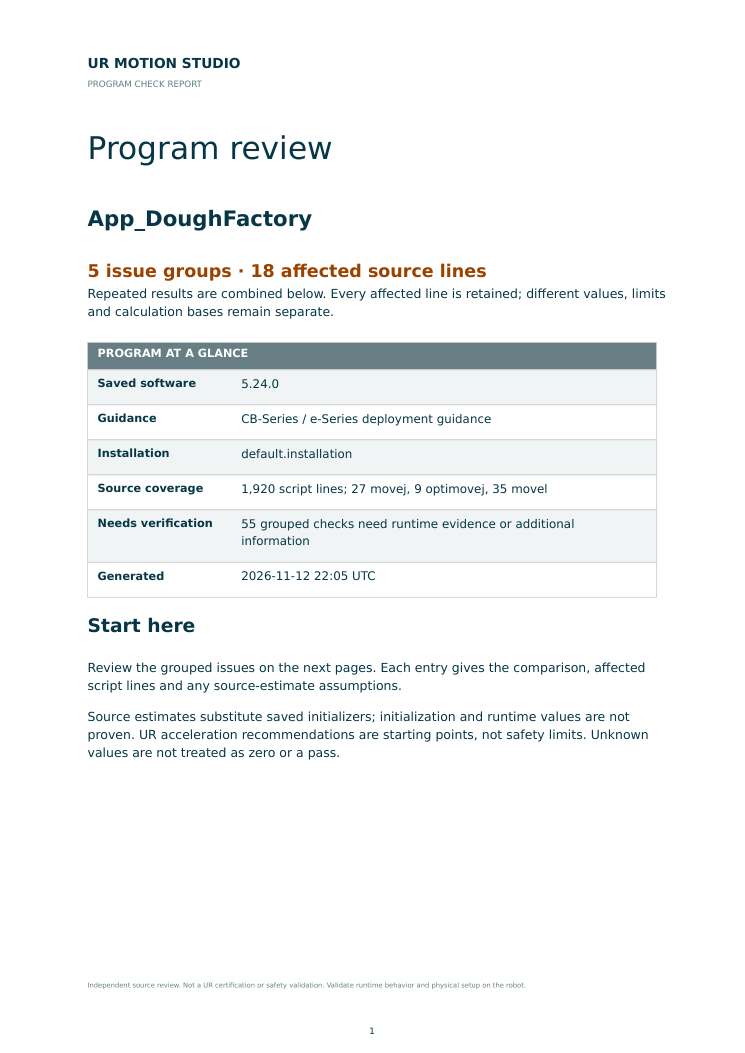 UR MOTION STUDIO
PROGRAM CHECK REPORT
Program review
App_DoughFactory
5 issue groups · 18 affected source lines
Repeated results are combined below. Every affected line is retained; different values, limits
and calculation bases remain separate.
PROGRAM AT A GLANCE
Saved software 5.24.0
Guidance CB-Series / e-Series deployment guidance
Installation default.installation
Source coverage 1,920 script lines; 27 movej, 9 optimovej, 35 movel
Needs verification 55 grouped checks need runtime evidence or additional
information
Generated 2026-11-12 22:05 UTC
Start here
Review the grouped issues on the next pages. Each entry gives the comparison, affected
script lines and any source-estimate assumptions.
Source estimates substitute saved initializers; initialization and runtime values are not
proven. UR acceleration recommendations are starting points, not safety limits. Unknown
values are not treated as zero or a pass.
Independent source review. Not a UR certification or safety validation. Validate runtime behavior and physical setup on the robot.
1